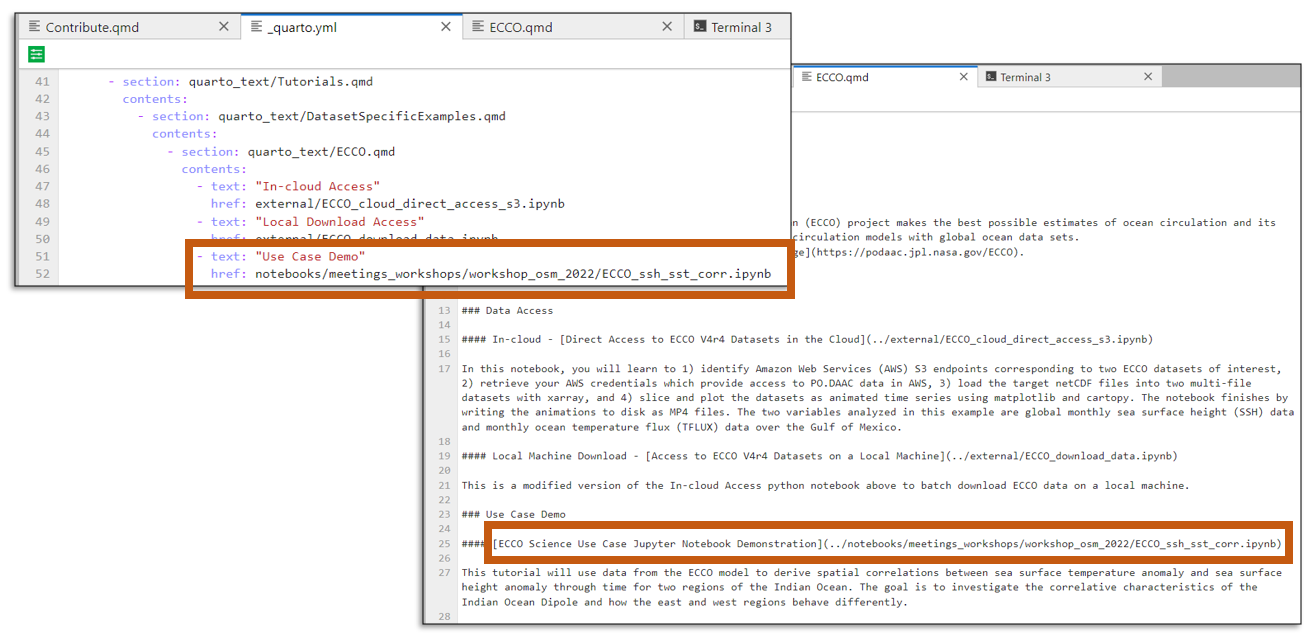 Contribute.qmd
_quarto.yml
ECCO.qmd
Terminal 3
41 - section: quarto_text/Tutorials.qmd
42 contents:
43 - section: quarto_text/DatasetSpecificExamples.qmd
44 contents:
45 - section: quarto_text/ECCO.qmd
46 contents:
47 - text: "In-cloud Access"
48 href: external/ECCO_cloud_direct_access_s3.ipynb
49 - text: "Local Download Access"
50 href: external/ECCO_download_data.ipynb
51 - text: "Use Case Demo"
52 href: notebooks/meetings_workshops/workshop_osm_2022/ECCO_ssh_sst_corr.ipynb
ECCO.qmd
Terminal 3
n (ECCO) project makes the best possible estimates of ocean circulation and its
circulation models with global ocean data sets.
ge](https://podaac.jpl.nasa.gov/ECCO).
13 ### Data Access
14
15 #### In-cloud - [Direct Access to ECCO V4r4 Datasets in the Cloud](../external/ECCO_cloud_direct_access_s3.ipynb)
16
17 In this notebook, you will learn to 1) identify Amazon Web Services (AWS) S3 endpoints corresponding to two ECCO datasets of interest,
2) retrieve your AWS credentials which provide access to PO.DAAC data in AWS, 3) load the target netCDF files into two multi-file
datasets with xarray, and 4) slice and plot the datasets as animated time series using matplotlib and cartopy. The notebook finishes by
writing the animations to disk as MP4 files. The two variables analyzed in this example are global monthly sea surface height (SSH) data
and monthly ocean temperature flux (TFLUX) data over the Gulf of Mexico.
18
19 #### Local Machine Download - [Access to ECCO V4r4 Datasets on a Local Machine](../external/ECCO_download_data.ipynb)
20
21 This is a modified version of the In-cloud Access python notebook above to batch download ECCO data on a local machine.
22
23 ### Use Case Demo
24
25 #### [ECCO Science Use Case Jupyter Notebook Demonstration](../notebooks/meetings_workshops/workshop_osm_2022/ECCO_ssh_sst_corr.ipynb)
26
27 This tutorial will use data from the ECCO model to derive spatial correlations between sea surface temperature anomaly and sea surface
height anomaly through time for two regions of the Indian Ocean. The goal is to investigate the correlative characteristics of the
Indian Ocean Dipole and how the east and west regions behave differently.
28